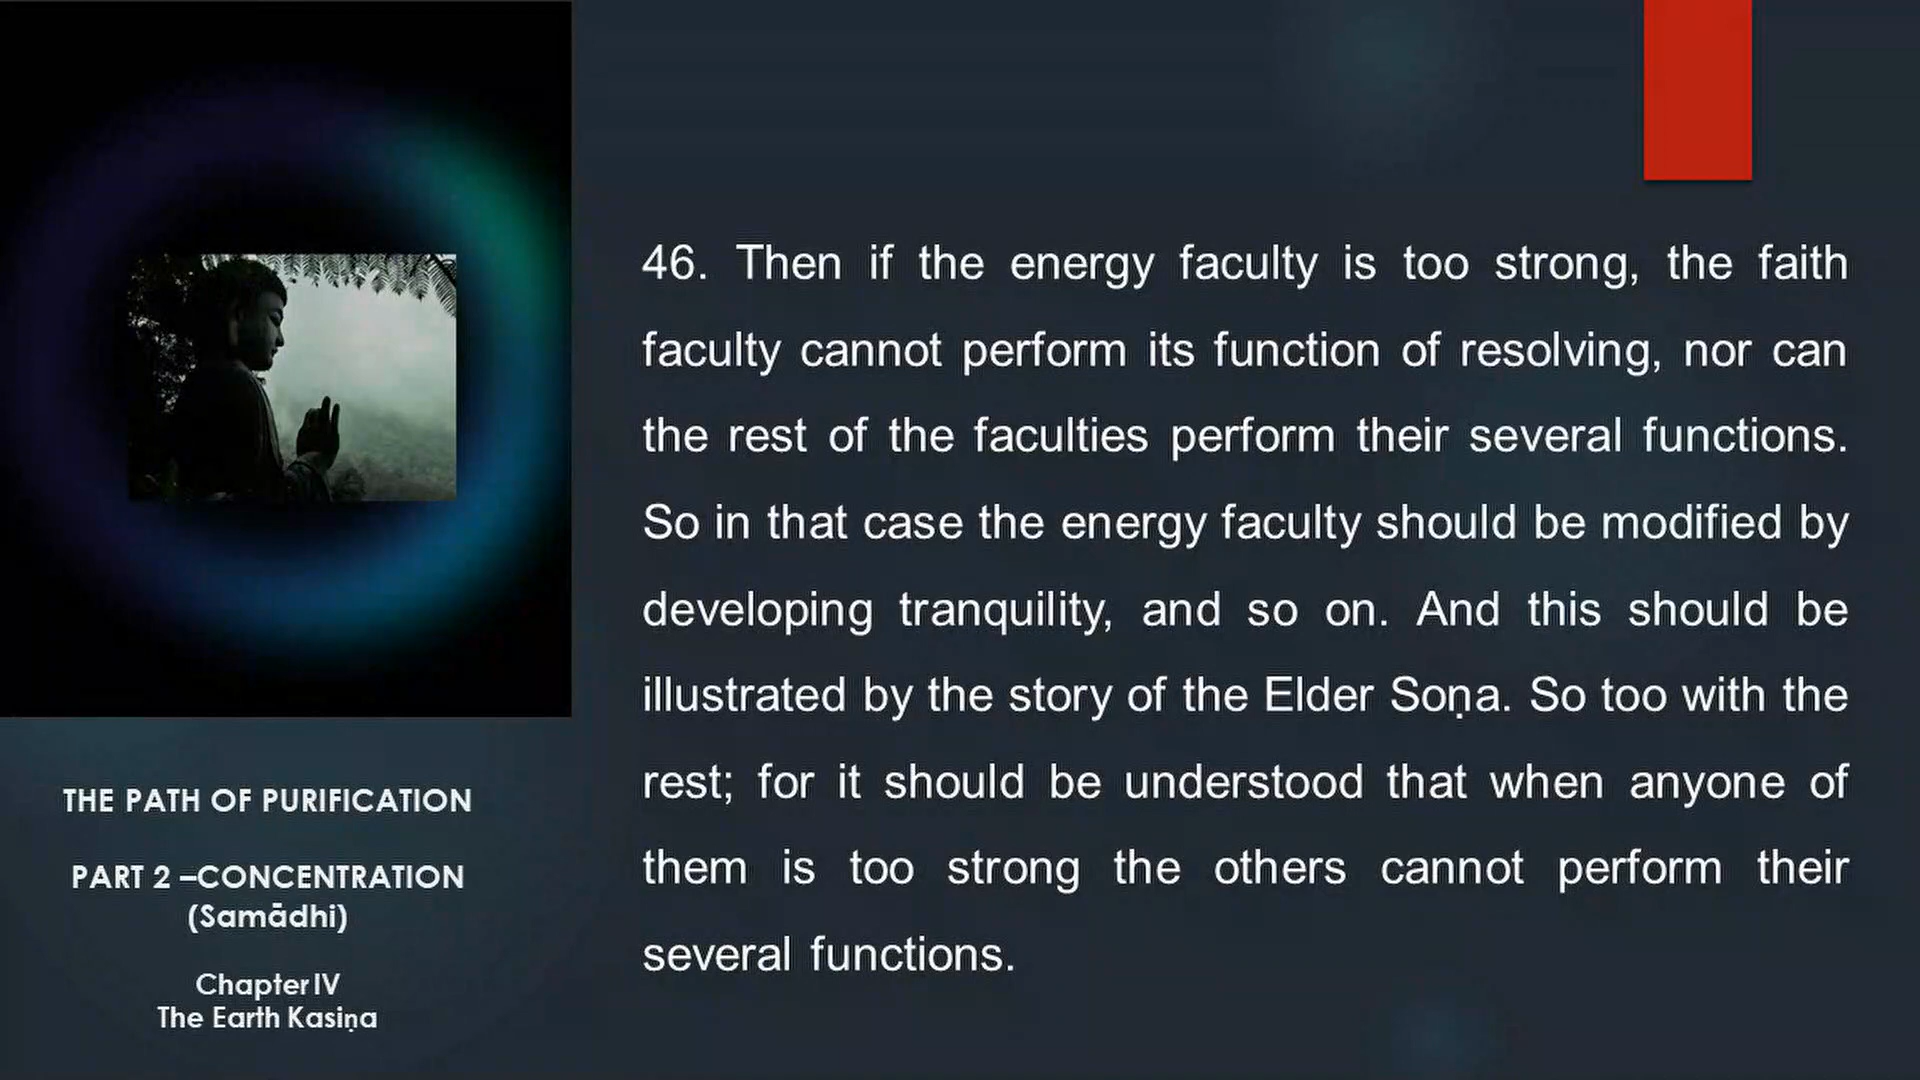 46. Then if the energy faculty is too strong, the faith
faculty cannot perform its function of resolving, nor can
the rest of the faculties perform their several functions.
So in that case the energy faculty should be modified by
developing tranquility, and so on. And this should be
illustrated by the story of the Elder Soṇa. So too with the
rest; for it should be understood that when anyone of
them is too strong the others cannot perform their
several functions.
THE PATH OF PURIFICATION
PART 2 –CONCENTRATION
(Samādhi)
Chapter IV
The Earth Kasiṇa